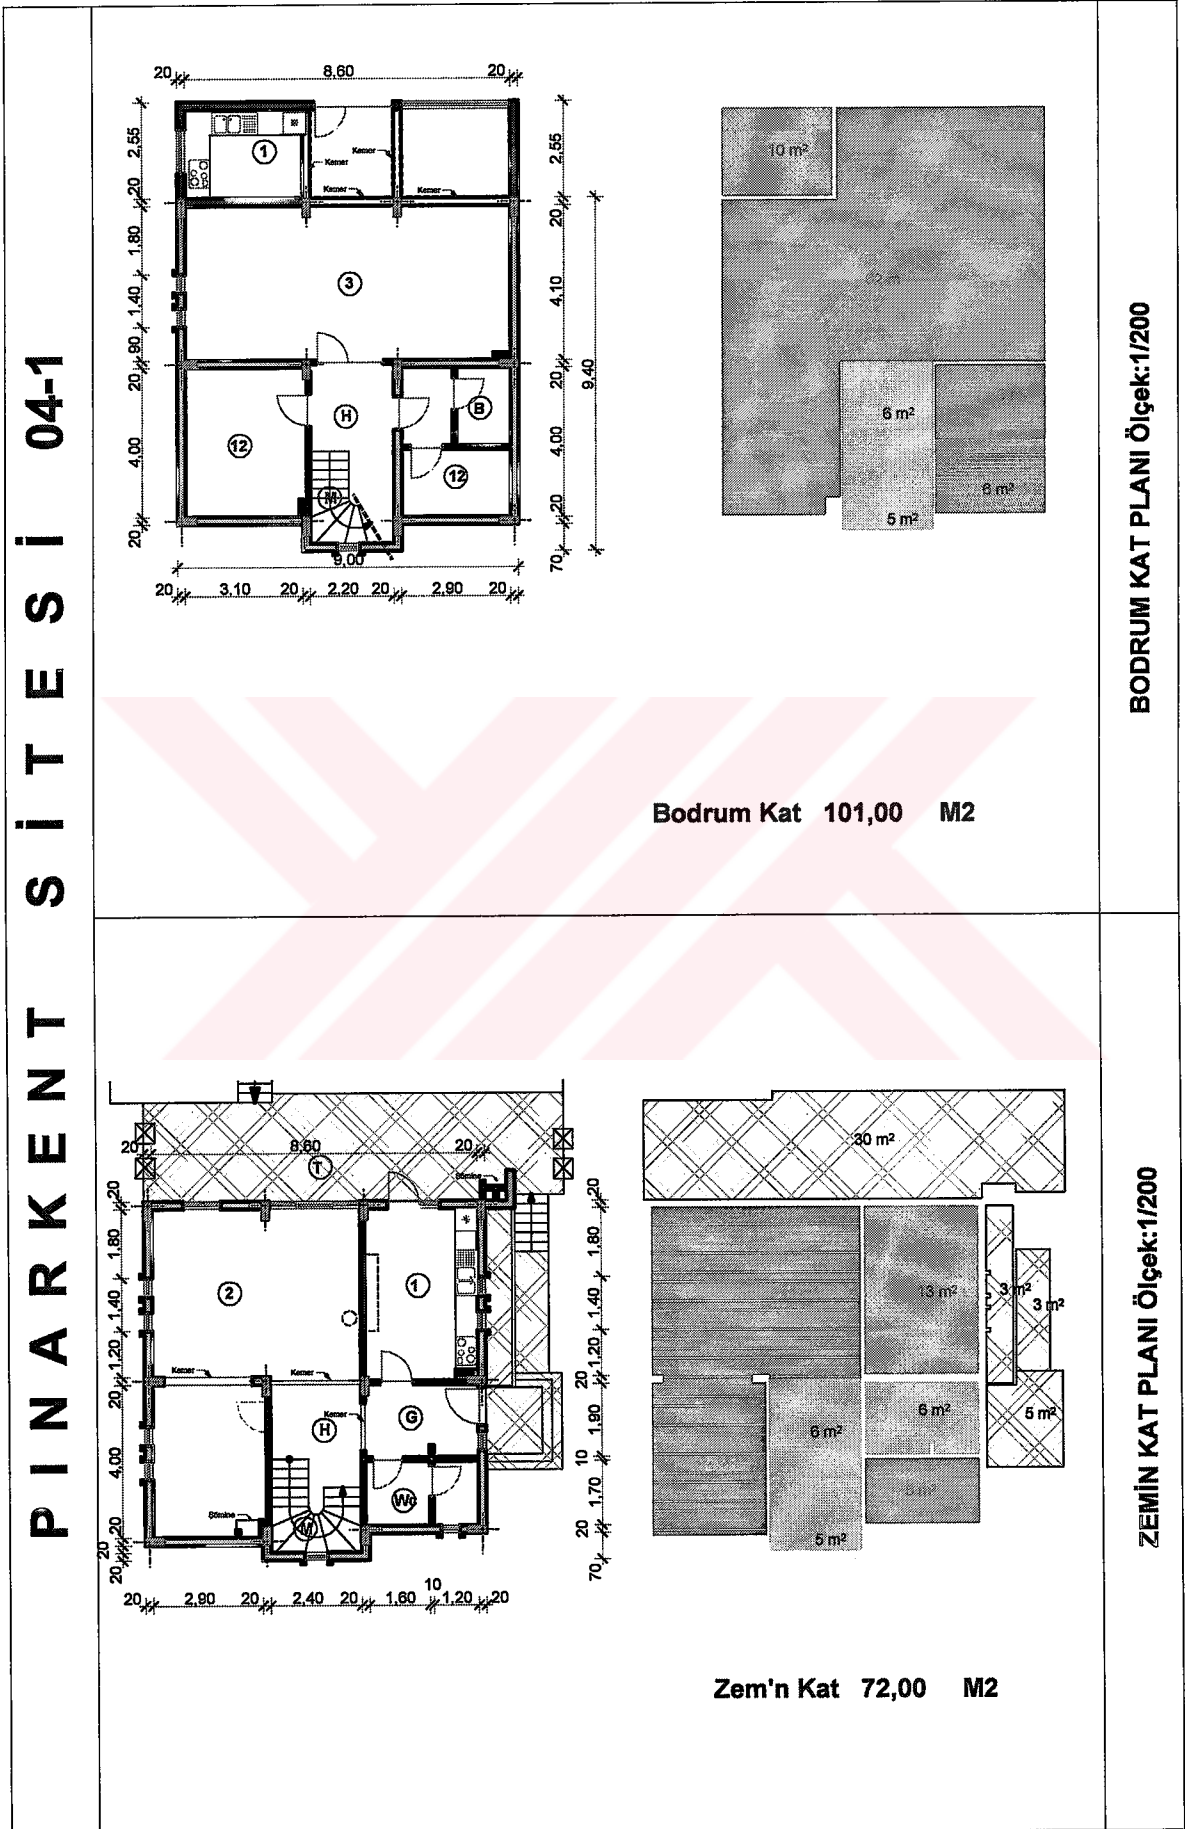 PINARKENT SİTESİ 04-1
20 8.60 20
2,55
20
1,80
1,40
90
20
4,00
20
2,55
20
4,10
20
4,00
20
70
9,40
1
Kemer
Kemer
Kemer
Kemer
3
H
B
12
12
M
9,00
20 3,10 20 2,20 20 2,90 20
10 m²
6 m²
6 m²
5 m²
Bodrum Kat 101,00 M2
BODRUM KAT PLANI Ölçek:1/200
20 8.60 20
T
Şömine
20
1,80
1,40
1,20
20
4,00
20
20
20
1,80
1,40
1,20
20
1,90
10
1,70
20
70
2
1
Kemer
Kemer
Kemer
H
G
Wc
Şömine
M
20 2,90 20 2,40 20 1,60 10 1,20 20
30 m²
13 m²
3 m²
3 m²
6 m²
6 m²
5 m²
5 m²
Zem'n Kat 72,00 M2
ZEMİN KAT PLANI Ölçek:1/200